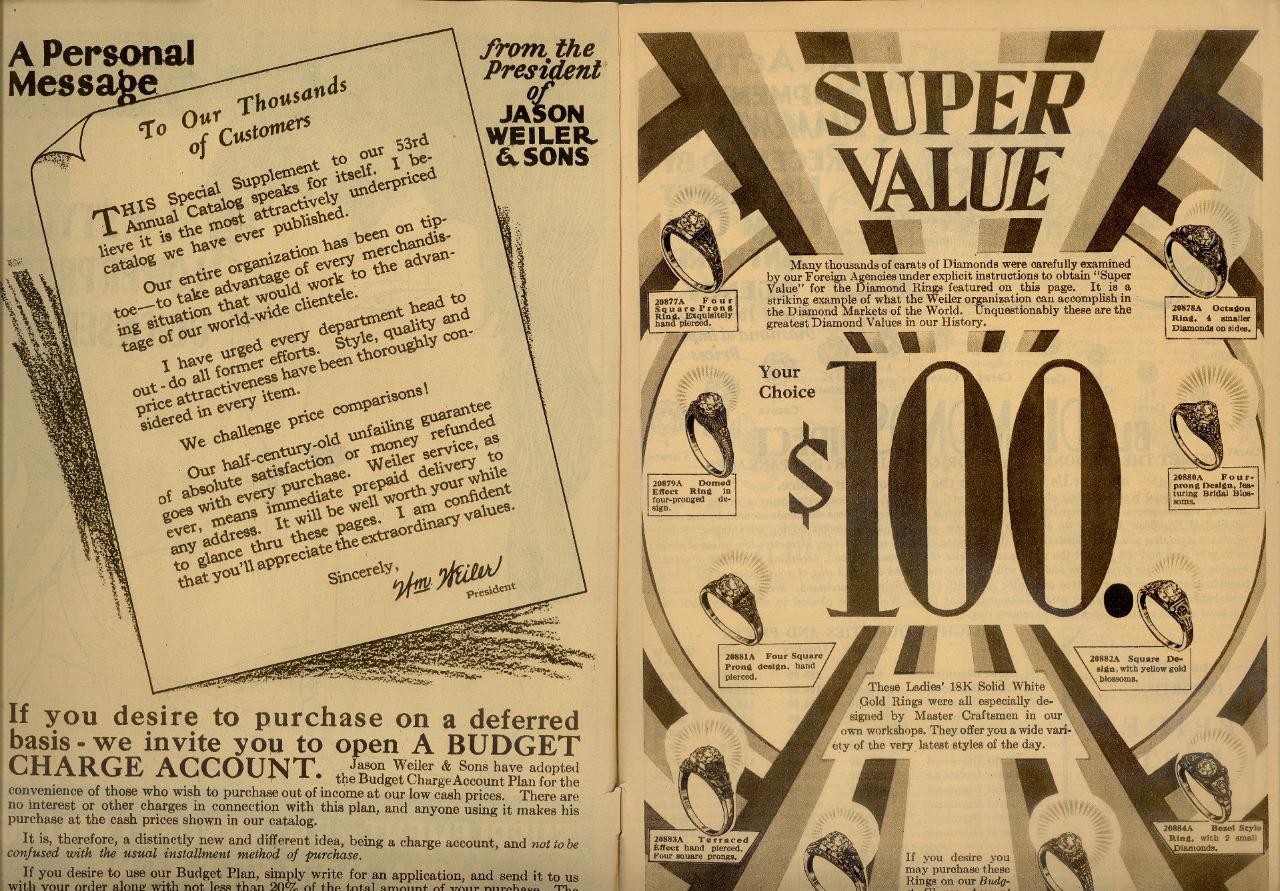 A Personal
Message
from the
President
of
JASON
WEILER
& SONS
To Our Thousands
of Customers
THIS Special Supplement to our 53rd
Annual Catalog speaks for itself. I be-
lieve it is the most attractively underpriced
catalog we have ever published.
Our entire organization has been on tip-
toe—to take advantage of every merchandis-
ing situation that would work to the advan-
tage of our world-wide clientele.
I have urged every department head to
out-do all former efforts. Style, quality and
price attractiveness have been thoroughly con-
sidered in every item.
We challenge price comparisons!
Our half-century-old unfailing guarantee
of absolute satisfaction or money refunded
goes with every purchase. Weiler service, as
ever, means immediate prepaid delivery to
any address. It will be well worth your while
to glance thru these pages. I am confident
that you'll appreciate the extraordinary values.
Sincerely,
Wm. Weiler
President
If you desire to purchase on a deferred
basis - we invite you to open A BUDGET
CHARGE ACCOUNT. Jason Weiler & Sons have adopted
the Budget Charge Account Plan for the
convenience of those who wish to purchase out of income at our low cash prices. There are
no interest or other charges in connection with this plan, and anyone using it makes his
purchase at the cash prices shown in our catalog.
It is, therefore, a distinctly new and different idea, being a charge account, and not to be
confused with the usual installment method of purchase.
If you desire to use our Budget Plan, simply write for an application, and send it to us
with your order along with not less than 20% of the total amount of your purchase. The
SUPER
VALUE
Many thousands of carats of Diamonds were carefully examined
by our Foreign Agencies under explicit instructions to obtain "Super
Value" for the Diamond Rings featured on this page. It is a
striking example of what the Weiler organization can accomplish in
the Diamond Markets of the World. Unquestionably these are the
greatest Diamond Values in our History.
20877A Four
Square Prong
Ring. Exquisitely
hand pierced.
20878A Octagon
Ring, 4 smaller
Diamonds on sides.
Your
Choice
$100.
20879A Domed
Effect Ring in
four-pronged de-
sign.
20880A Four-
prong Design, fea-
turing Bridal Blos-
soms.
20881A Four Square
Prong design, hand
pierced.
20882A Square De-
sign, with yellow gold
blossoms.
These Ladies' 18K Solid White
Gold Rings were all especially de-
signed by Master Craftsmen in our
own workshops. They offer you a wide vari-
ety of the very latest styles of the day.
20883A Terraced
Effect hand pierced.
Four square prongs.
20884A Bezel Style
Ring, with 2 small
Diamonds.
If you desire you
may purchase these
Rings on our Budg-